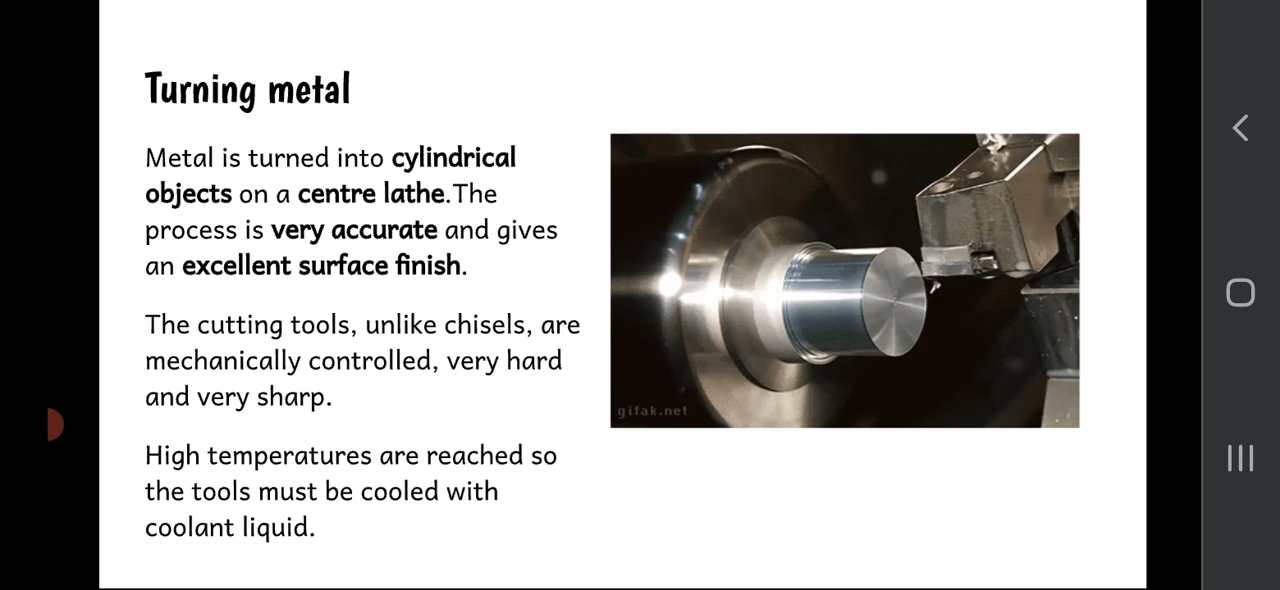 Turning metal
Metal is turned into cylindrical
objects on a centre lathe.The
process is very accurate and gives
an excellent surface finish.
The cutting tools, unlike chisels, are
mechanically controlled, very hard
and very sharp.
High temperatures are reached so
the tools must be cooled with
coolant liquid.
gifak.net